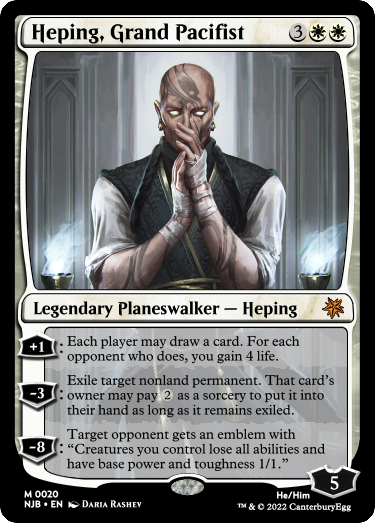 Heping, Grand Pacifist 3
Legendary Planeswalker — Heping
+1: Each player may draw a card. For each
opponent who does, you gain 4 life.
-3: Exile target nonland permanent. That card's
owner may pay 2 as a sorcery to put it into
their hand as long as it remains exiled.
-8: Target opponent gets an emblem with
“Creatures you control lose all abilities and
have base power and toughness 1/1.”
5
M 0020
NJB • EN DARIA RASHEV
He/Him
™ & © 2022 CanterburyEgg